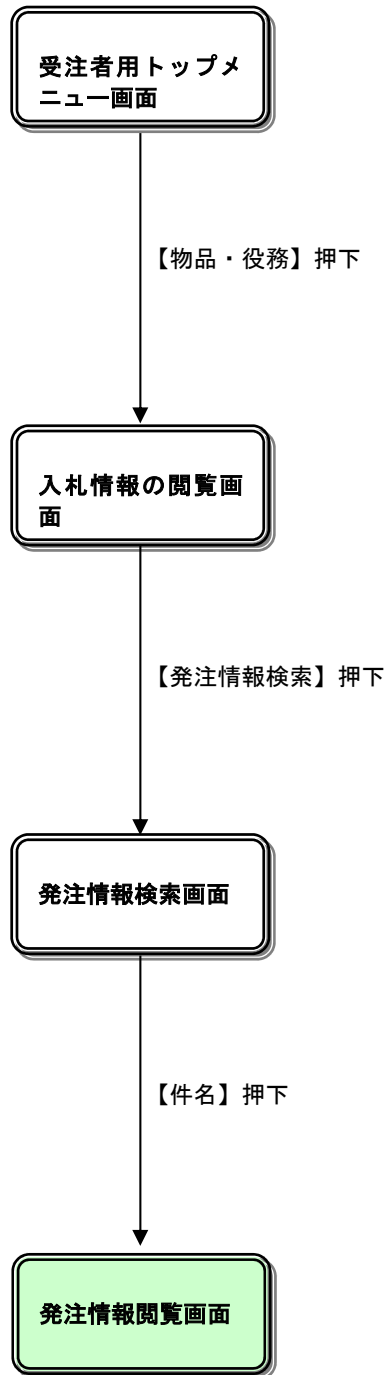 受注者用トップメ
ニュー画面
【物品・役務】押下
入札情報の閲覧画
面
【発注情報検索】押下
発注情報検索画面
【件名】押下
発注情報閲覧画面